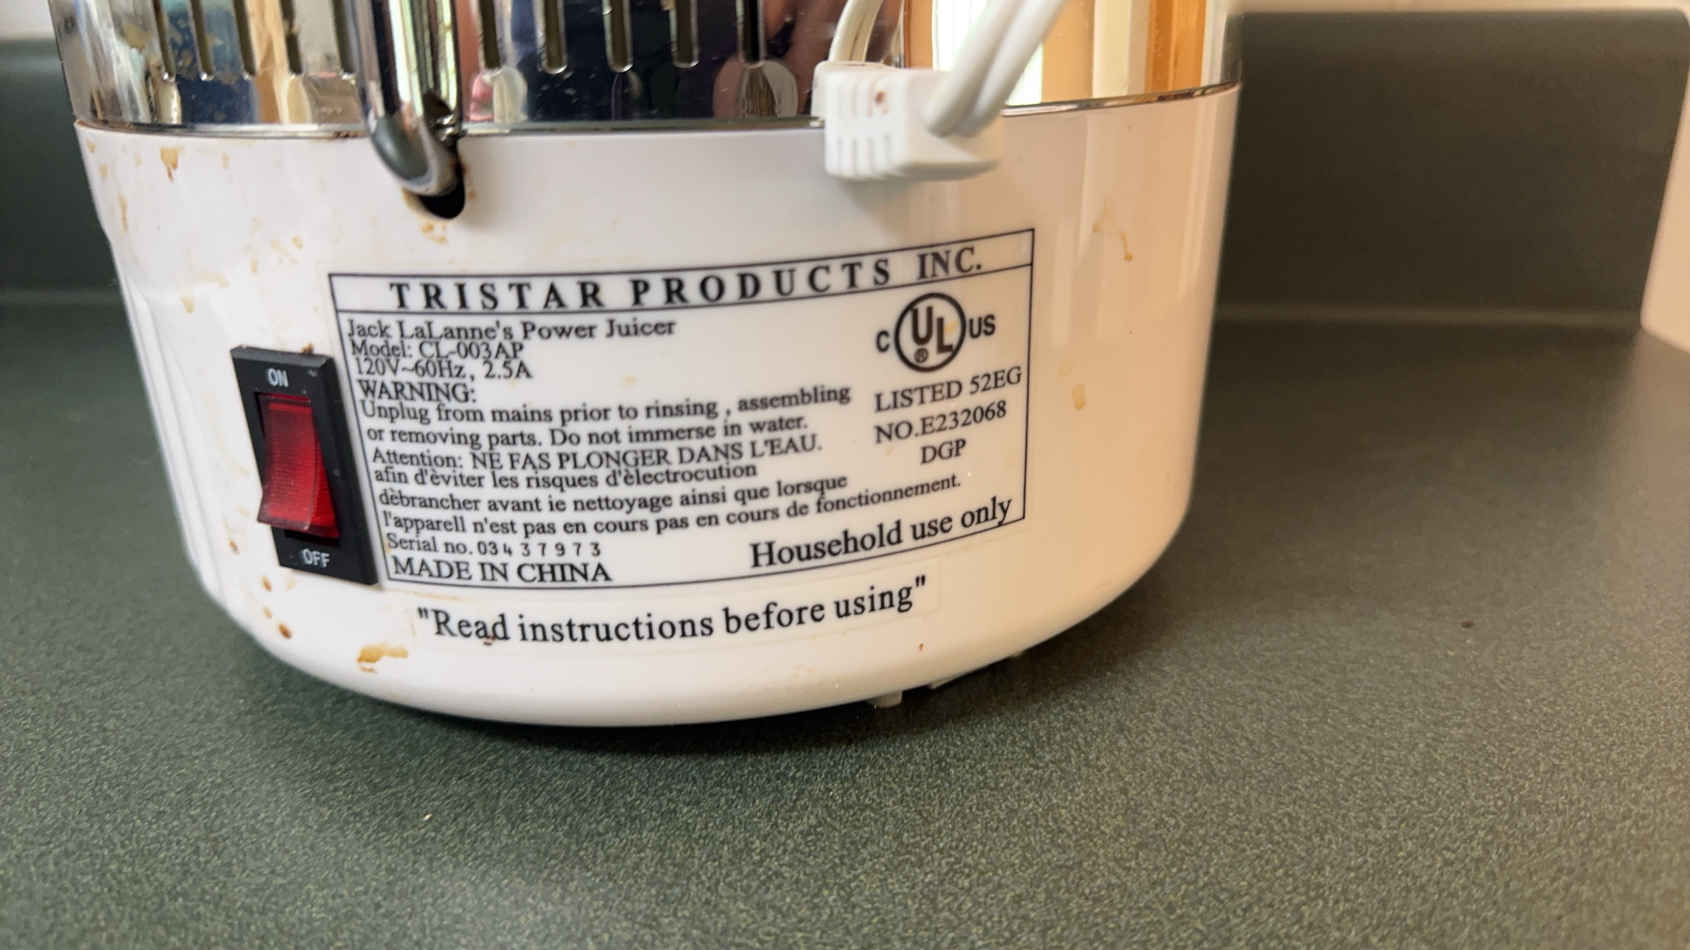 TRISTAR PRODUCTS INC.
Jack LaLanne's Power Juicer
Model: CL-003AP
120V~60Hz, 2.5A
WARNING:
Unplug from mains prior to rinsing , assembling
or removing parts. Do not immerse in water.
Attention: NE FAS PLONGER DANS L'EAU.
afin d'èviter les risques d'èlectrocution
dèbrancher avant ie nettoyage ainsi que lorsque
l'apparell n'est pas en cours pas en cours de fonctionnement.
Serial no. 03437973
MADE IN CHINA
C UL® US
LISTED 52EG
NO.E232068
DGP
Household use only
"Read instructions before using"
ON
OFF